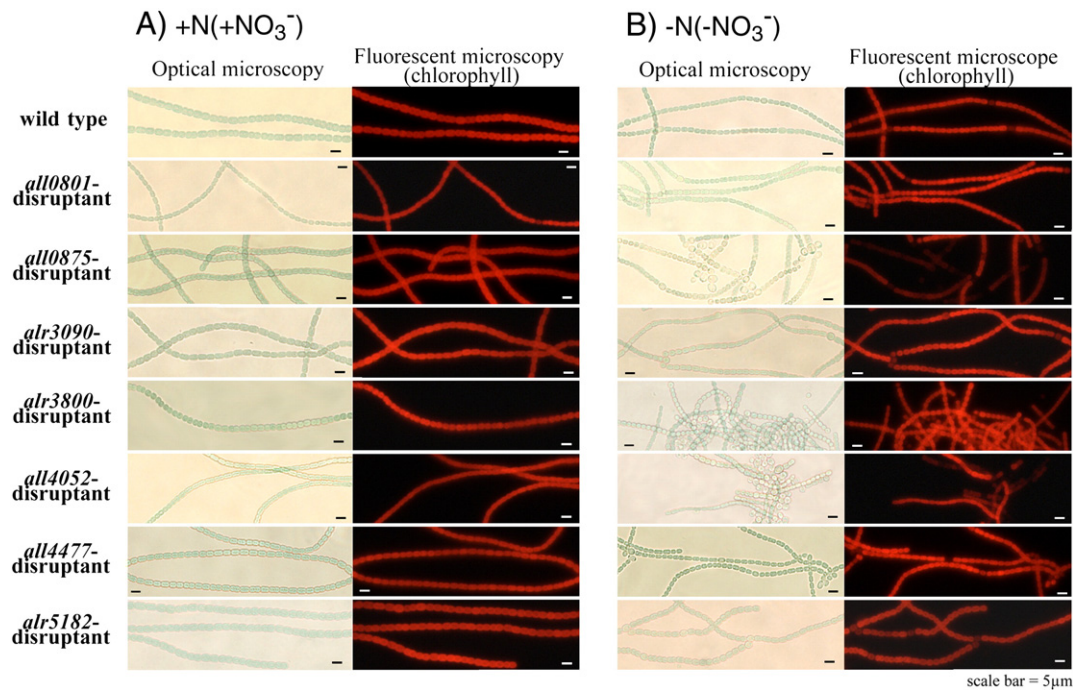 A) +N(+NO₃⁻)
B) -N(-NO₃⁻)
Optical microscopy
Fluorescent microscopy
(chlorophyll)
Optical microscopy
Fluorescent microscope
(chlorophyll)
wild type
all0801-
disruptant
all0875-
disruptant
alr3090-
disruptant
alr3800-
disruptant
all4052-
disruptant
all4477-
disruptant
alr5182-
disruptant
scale bar = 5µm